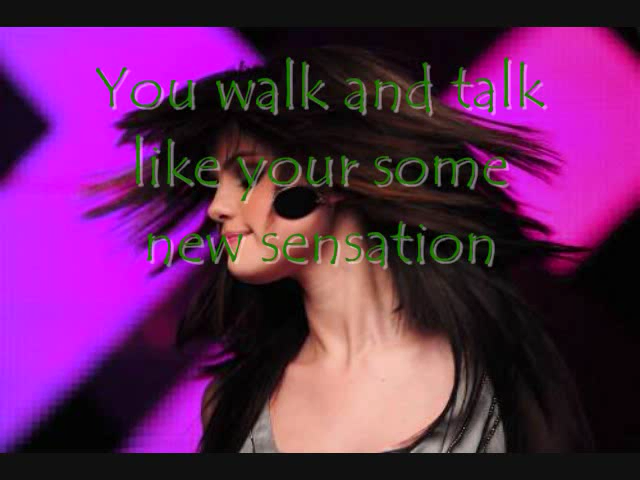 You walk and talk
like your some
new sensation